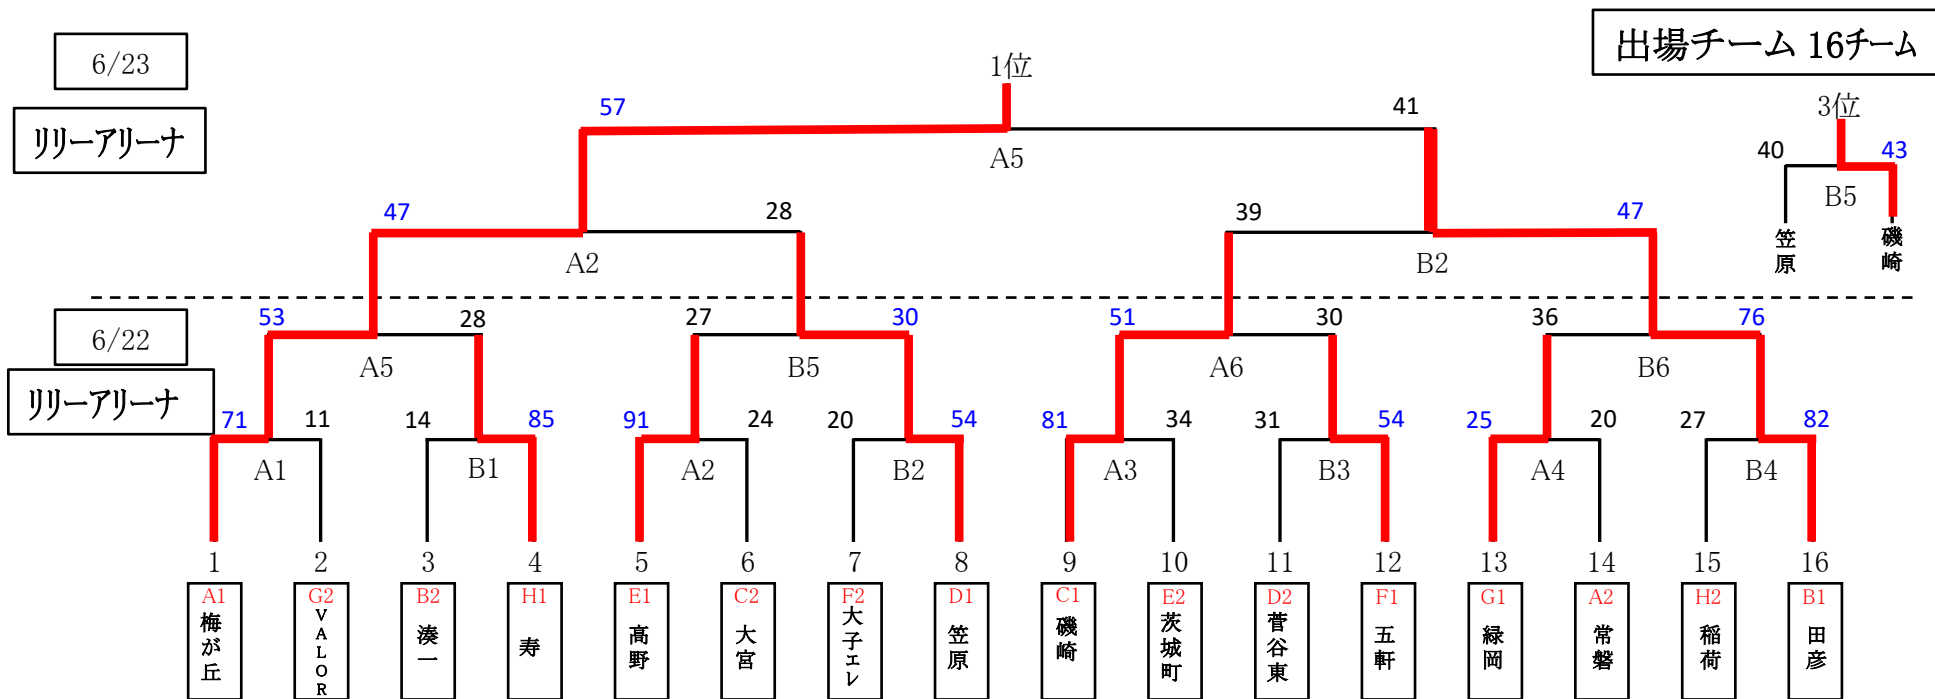 6/23
リリーアリーナ
出場チーム 16チーム
1位
57
41
A5
3位
40
43
B5
笠原
磯崎
47
28
39
47
A2
B2
6/22
リリーアリーナ
53
28
27
30
51
30
36
76
A5
B5
A6
B6
71
11
14
85
91
24
20
54
81
34
31
54
25
20
27
82
A1
B1
A2
B2
A3
B3
A4
B4
1
2
3
4
5
6
7
8
9
10
11
12
13
14
15
16
A1
梅が丘
G2
VALOR
B2
湊一
H1
寿
E1
高野
C2
大宮
F2
大子エレ
D1
笠原
C1
磯崎
E2
茨城町
D2
菅谷東
F1
五軒
G1
緑岡
A2
常磐
H2
稲荷
B1
田彦